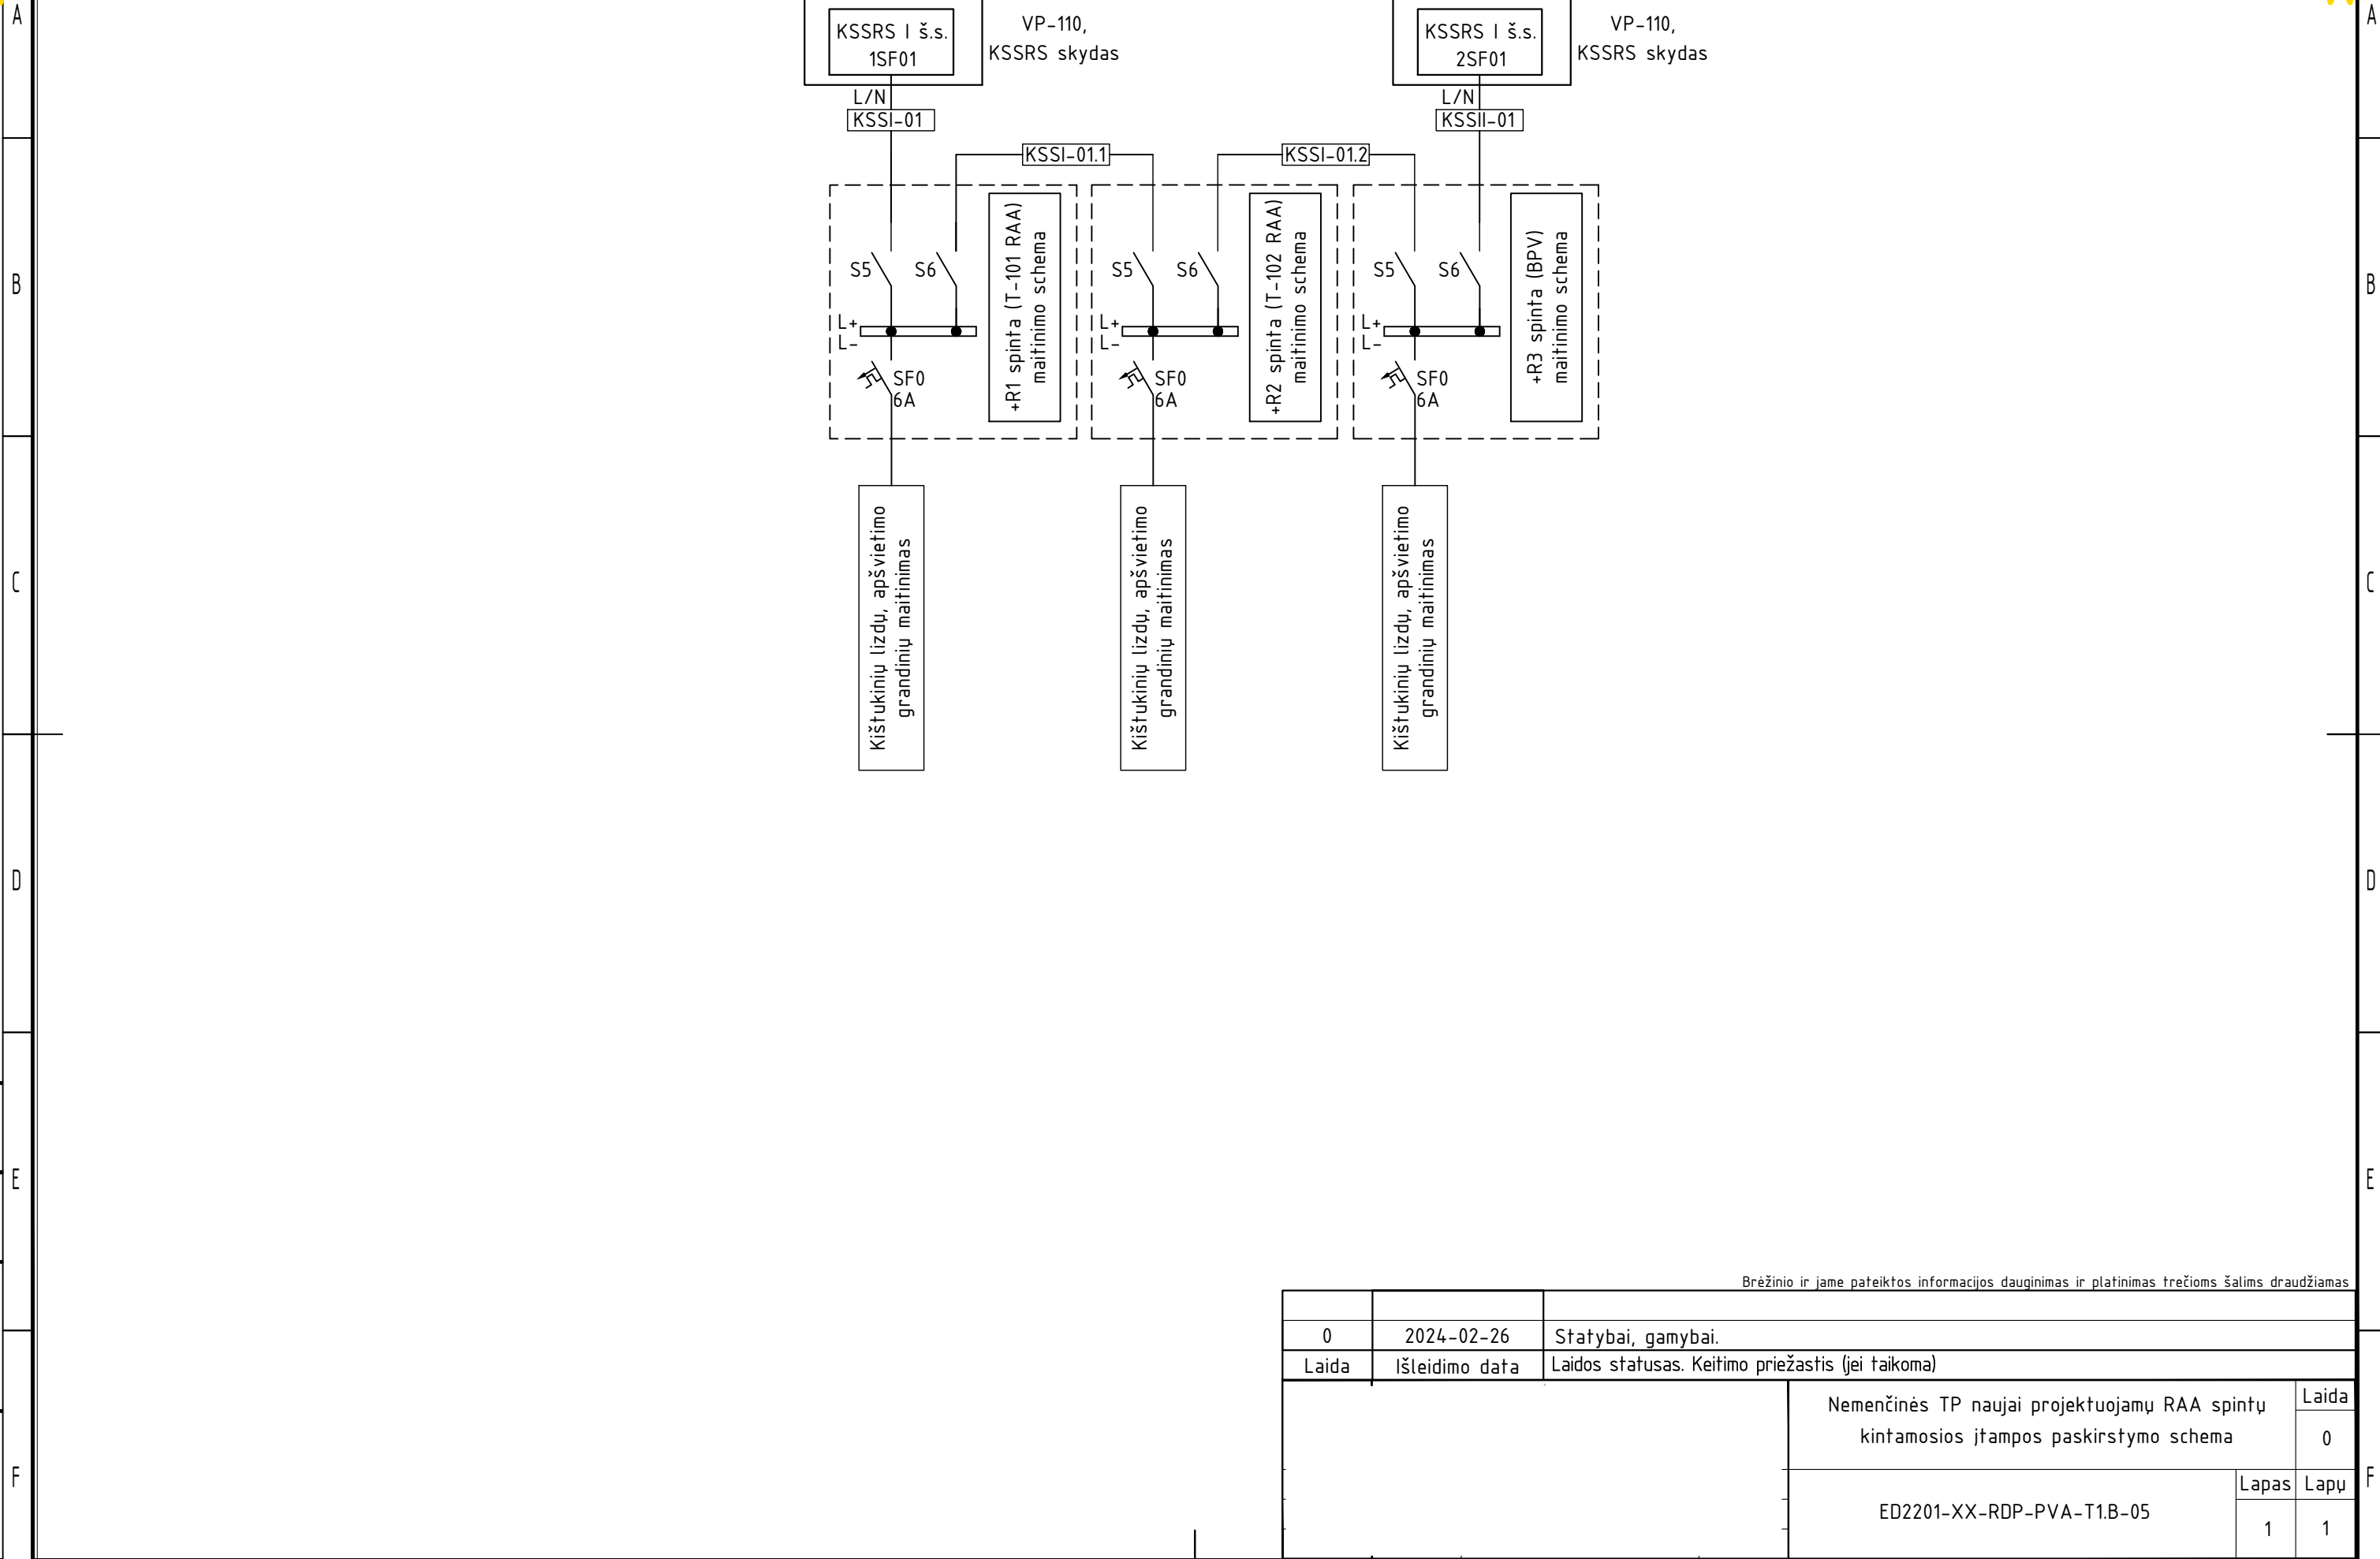 A
KSSRS I š.s.
1SF01
VP-110,
KSSRS skydas
KSSRS I š.s.
2SF01
VP-110,
KSSRS skydas
A
L/N
KSSI-01
L/N
KSSII-01
KSSI-01.1
KSSI-01.2
B
S5
S6
L+
L-
SF0
6A
+R1 spinta (T-101 RAA)
maitinimo schema
S5
S6
L+
L-
SF0
6A
+R2 spinta (T-102 RAA)
maitinimo schema
S5
S6
L+
L-
SF0
6A
+R3 spinta (BPV)
maitinimo schema
B
C
Kištukinių lizdų, apšvietimo
grandinių maitinimas
Kištukinių lizdų, apšvietimo
grandinių maitinimas
Kištukinių lizdų, apšvietimo
grandinių maitinimas
C
D
D
E
E
Brėžinio ir jame pateiktos informacijos dauginimas ir platinimas trečioms šalims draudžiamas
0
2024-02-26
Statybai, gamybai.
Laida
Išleidimo data
Laidos statusas. Keitimo priežastis (jei taikoma)
Nemenčinės TP naujai projektuojamų RAA spintų
kintamosios įtampos paskirstymo schema
Laida
0
F
ED2201-XX-RDP-PVA-T1.B-05
Lapas
Lapų
1
1
F